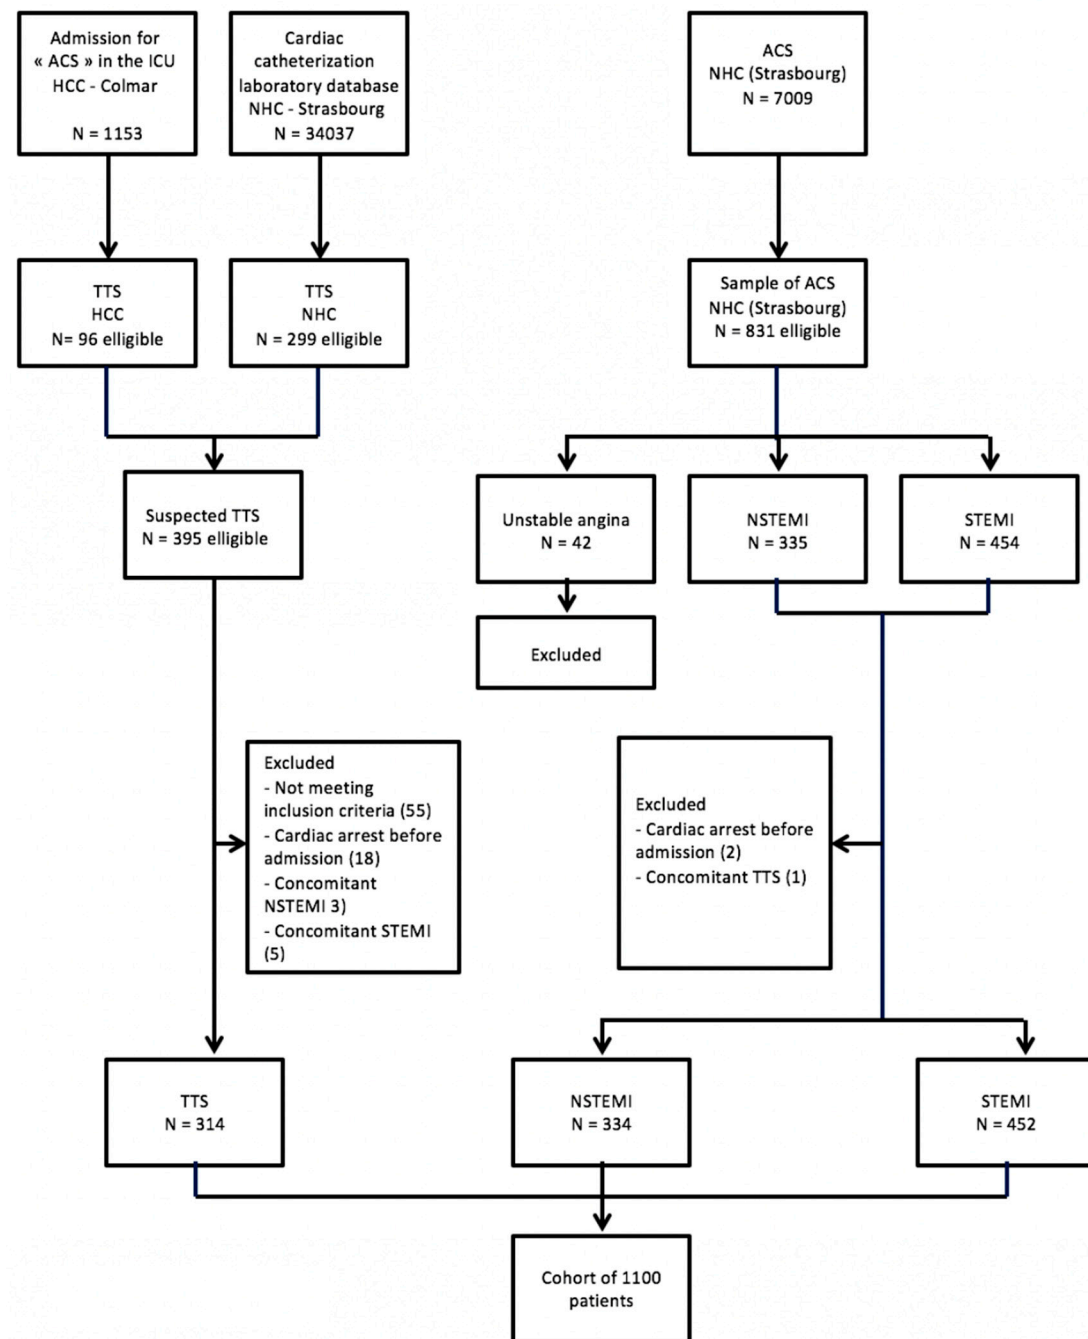 Admission for
« ACS » in the ICU
HCC - Colmar
N = 1153
Cardiac
catheterization
laboratory database
NHC - Strasbourg
N = 34037
ACS
NHC (Strasbourg)
N = 7009
TTS
HCC
N= 96 elligible
TTS
NHC
N = 299 elligible
Sample of ACS
NHC (Strasbourg)
N = 831 elligible
Suspected TTS
N = 395 elligible
Unstable angina
N = 42
NSTEMI
N = 335
STEMI
N = 454
Excluded
Excluded
- Not meeting
inclusion criteria (55)
- Cardiac arrest before
admission (18)
- Concomitant
NSTEMI 3)
- Concomitant STEMI
(5)
Excluded
- Cardiac arrest before
admission (2)
- Concomitant TTS (1)
TTS
N = 314
NSTEMI
N = 334
STEMI
N = 452
Cohort of 1100
patients